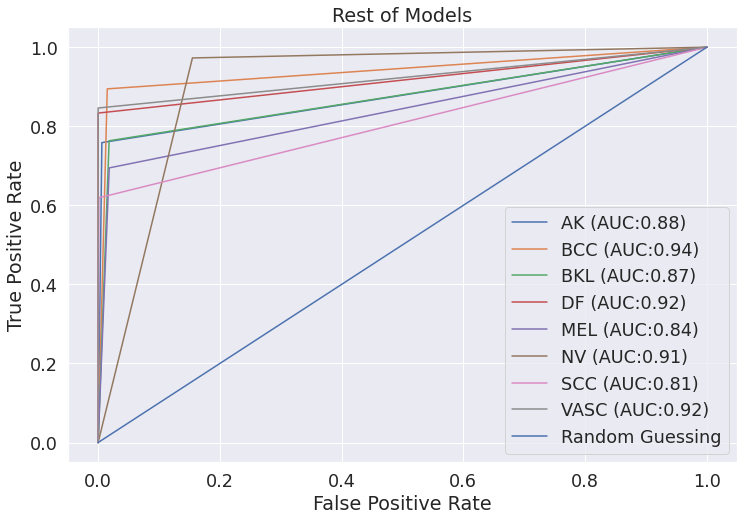 Rest of Models
True Positive Rate
1.0
0.8
0.6
0.4
0.2
0.0
AK (AUC:0.88)
BCC (AUC:0.94)
BKL (AUC:0.87)
DF (AUC:0.92)
MEL (AUC:0.84)
NV (AUC:0.91)
SCC (AUC:0.81)
VASC (AUC:0.92)
Random Guessing
0.0 0.2 0.4 0.6 0.8 1.0
False Positive Rate